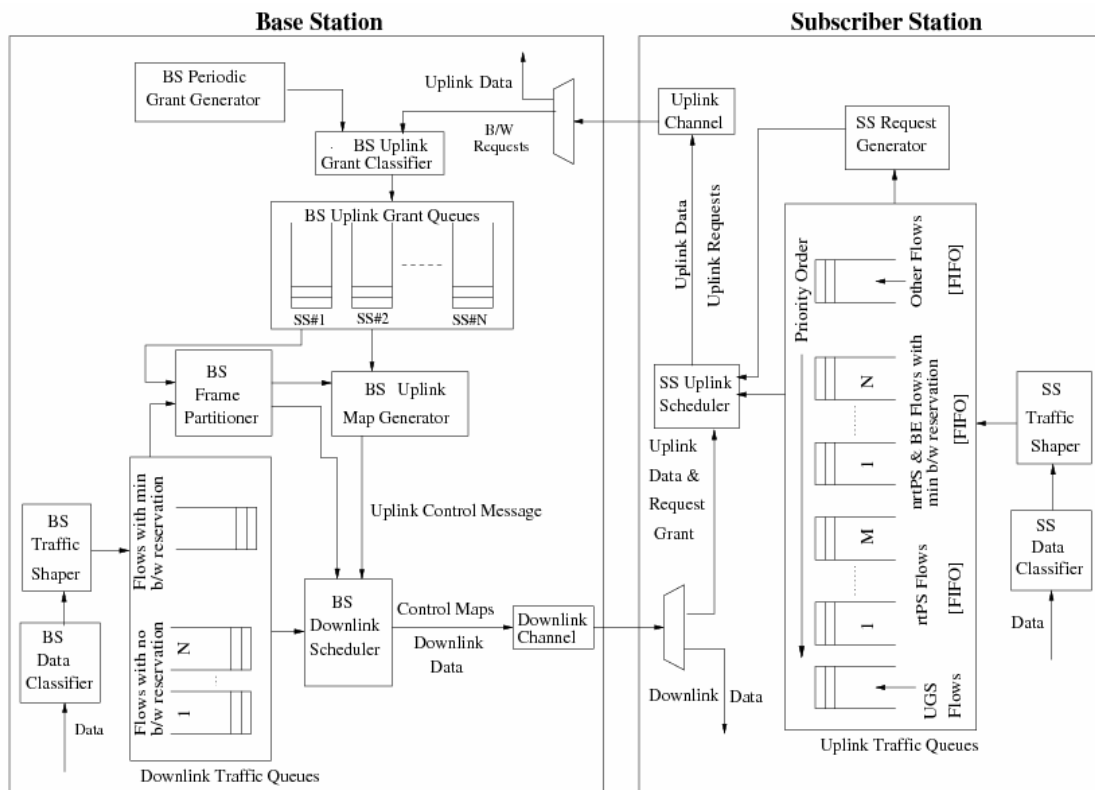 Base Station
Subscriber Station
BS Periodic
Grant Generator
Uplink Data
B/W
Requests
BS Uplink
Grant Classifier
BS Uplink Grant Queues
SS#1
SS#2
SS#N
BS
Frame
Partitioner
BS Uplink
Map Generator
Uplink Control Message
BS
Traffic
Shaper
BS
Data
Classifier
Data
Flows with min
b/w reservation
Flows with no
b/w reservation
N
1
Downlink Traffic Queues
BS
Downlink
Scheduler
Control Maps
Downlink
Data
Downlink
Channel
Uplink
Channel
Uplink Data
Uplink Requests
SS Uplink
Scheduler
Uplink
Data &
Request
Grant
Downlink
Data
SS Request
Generator
Priority Order
Other Flows
[FIFO]
N
1
nrtPS & BE Flows with
min b/w reservation
[FIFO]
M
1
rtPS Flows
[FIFO]
UGS
Flows
Uplink Traffic Queues
SS
Traffic
Shaper
SS
Data
Classifier
Data